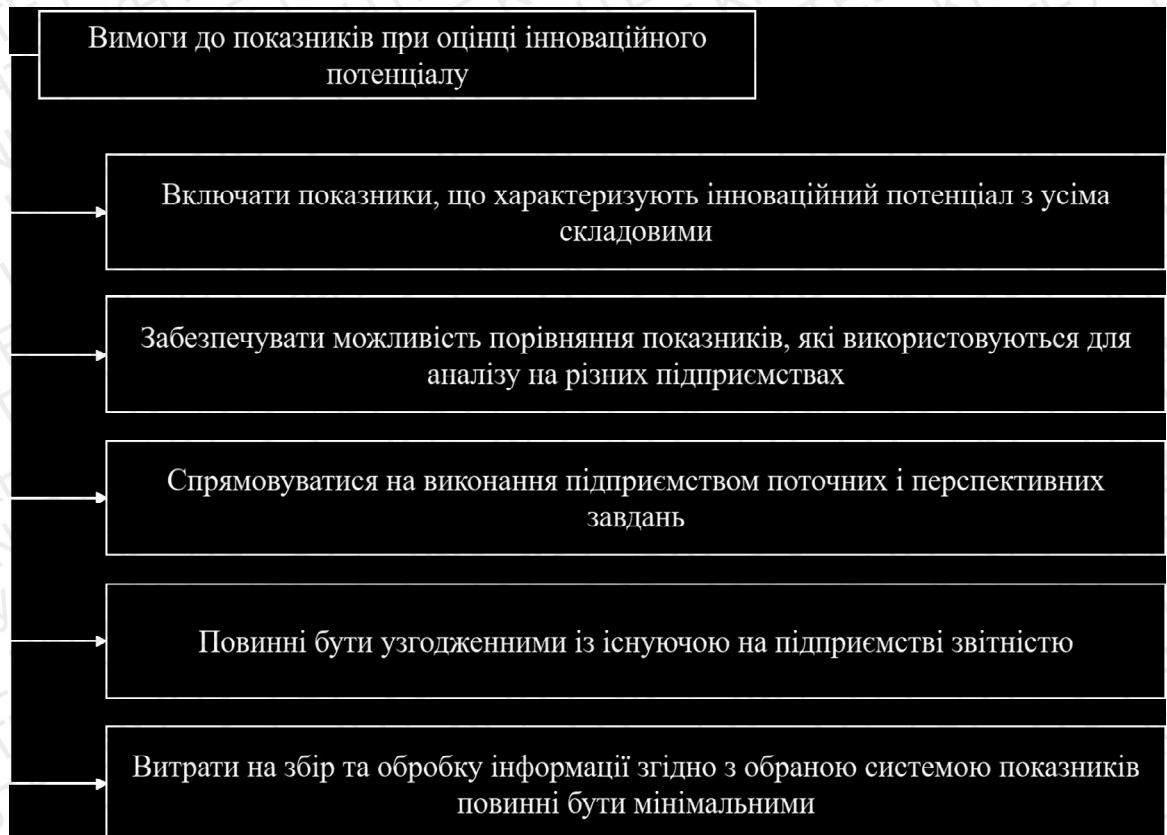 Вимоги до показників при оцінці інноваційного
потенціалу
Включати показники, що характеризують інноваційний потенціал з усіма
складовими
Забезпечувати можливість порівняння показників, які використовуються для
аналізу на різних підприємствах
Спрямовуватися на виконання підприємством поточних і перспективних
завдань
Повинні бути узгодженними із існуючою на підприємстві звітністю
Витрати на збір та обробку інформації згідно з обраною системою показників
повинні бути мінімальними